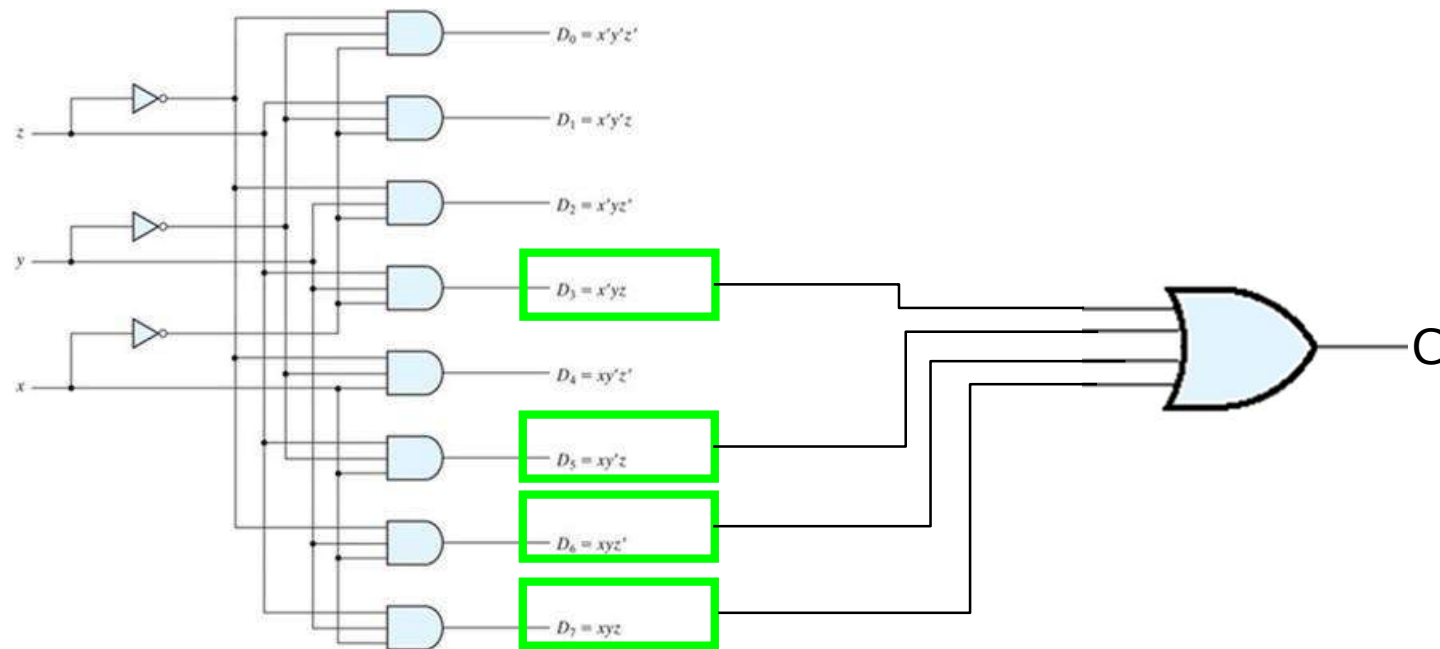 D₀ = x'y'z'
z
D₁ = x'y'z
D₂ = x'yz'
y
D₃ = x'yz
C
x
D₄ = xy'z'
D₅ = xy'z
D₆ = xyz'
D₇ = xyz